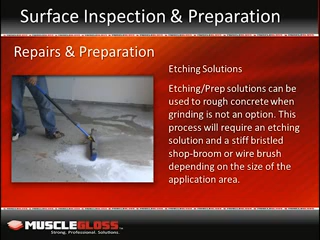 Surface Inspection & Preparation
Repairs & Preparation
Etching Solutions
Etching/Prep solutions can be
used to rough concrete when
grinding is not an option. This
process will require an etching
solution and a stiff bristled
shop-broom or wire brush
depending on the size of the
application area.
MUSCLEGLOSS
Strong. Professional. Solutions.